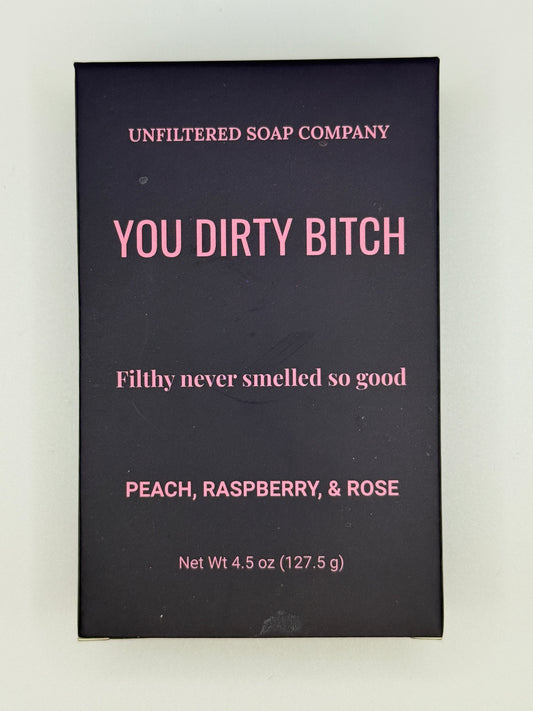 UNFILTERED SOAP COMPANY
YOU DIRTY BITCH
Filthy never smelled so good
PEACH, RASPBERRY, & ROSE
Net Wt 4.5 oz (127.5 g)